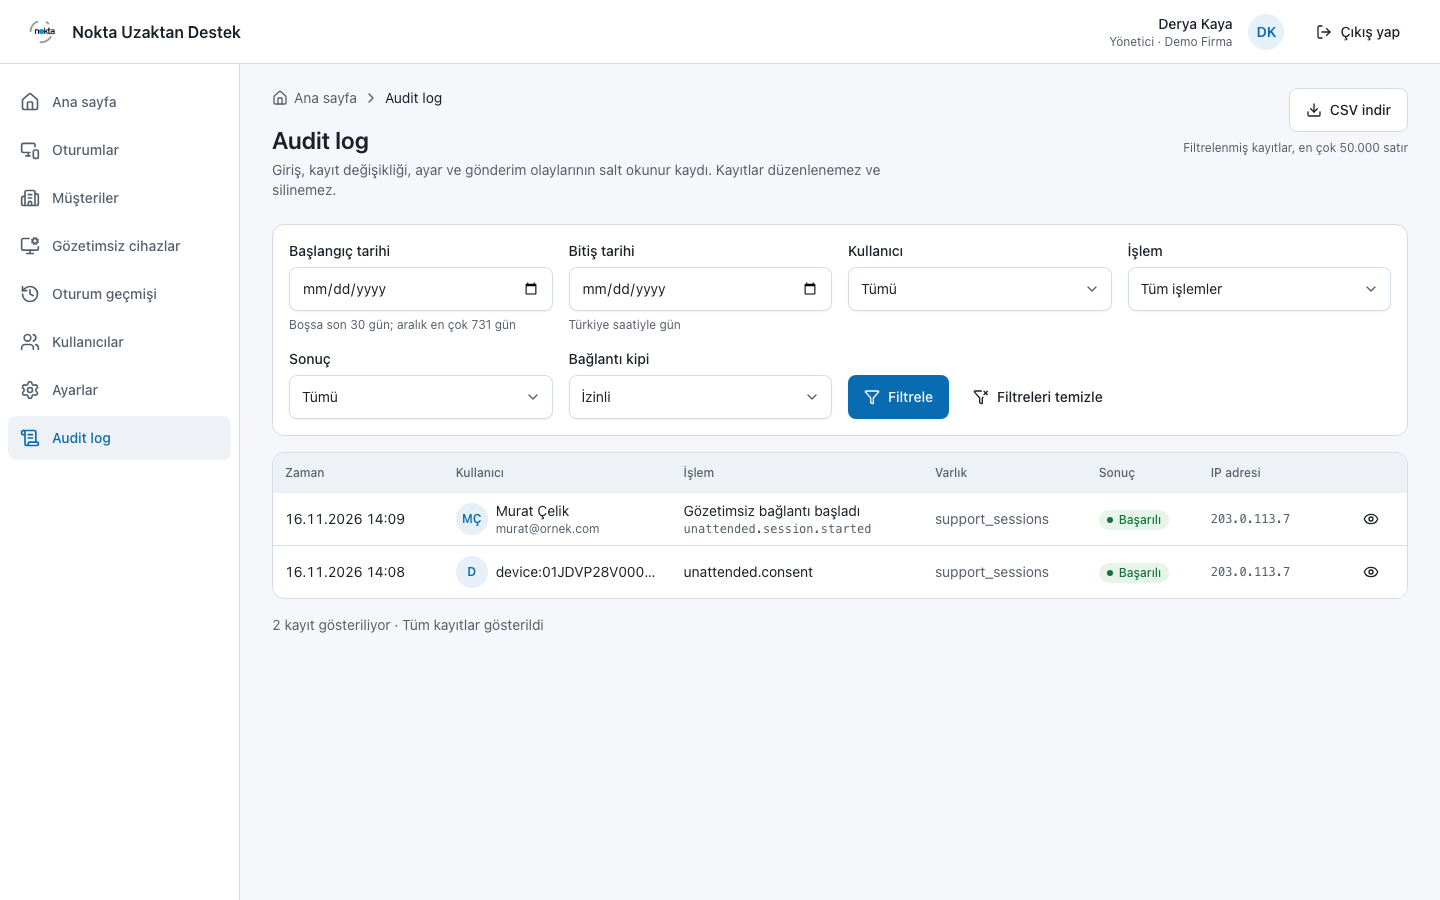 nokta
Nokta Uzaktan Destek
Derya Kaya
Yönetici · Demo Firma
DK
Çıkış yap
Ana sayfa
Oturumlar
Müşteriler
Gözetimsiz cihazlar
Oturum geçmişi
Kullanıcılar
Ayarlar
Audit log
Ana sayfa
Audit log
CSV indir
Filtrelenmiş kayıtlar, en çok 50.000 satır
Audit log
Giriş, kayıt değişikliği, ayar ve gönderim olaylarının salt okunur kaydı. Kayıtlar düzenlenemez ve
silinemez.
Başlangıç tarihi
Bitiş tarihi
Kullanıcı
İşlem
mm/dd/yyyy
mm/dd/yyyy
Tümü
Tüm işlemler
Boşsa son 30 gün; aralık en çok 731 gün
Türkiye saatiyle gün
Sonuç
Bağlantı kipi
Tümü
İzinli
Filtrele
Filtreleri temizle
Zaman Kullanıcı İşlem Varlık Sonuç IP adresi
16.11.2026 14:09
MÇ
Murat Çelik
murat@ornek.com
Gözetimsiz bağlantı başladı
unattended.session.started
support_sessions
Başarılı
203.0.113.7
16.11.2026 14:08
D
device:01JDVP28V000...
unattended.consent
support_sessions
Başarılı
203.0.113.7
2 kayıt gösteriliyor · Tüm kayıtlar gösterildi